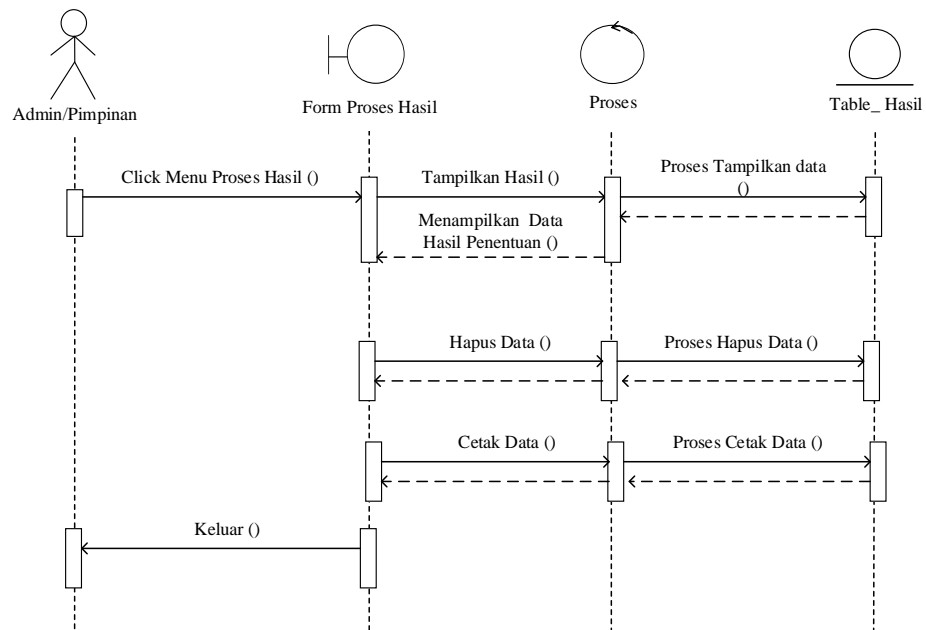 Admin/Pimpinan
Form Proses Hasil
Proses
Table_ Hasil
Click Menu Proses Hasil ()
Tampilkan Hasil ()
Proses Tampilkan data
()
Menampilkan Data
Hasil Penentuan ()
Hapus Data ()
Proses Hapus Data ()
Cetak Data ()
Proses Cetak Data ()
Keluar ()